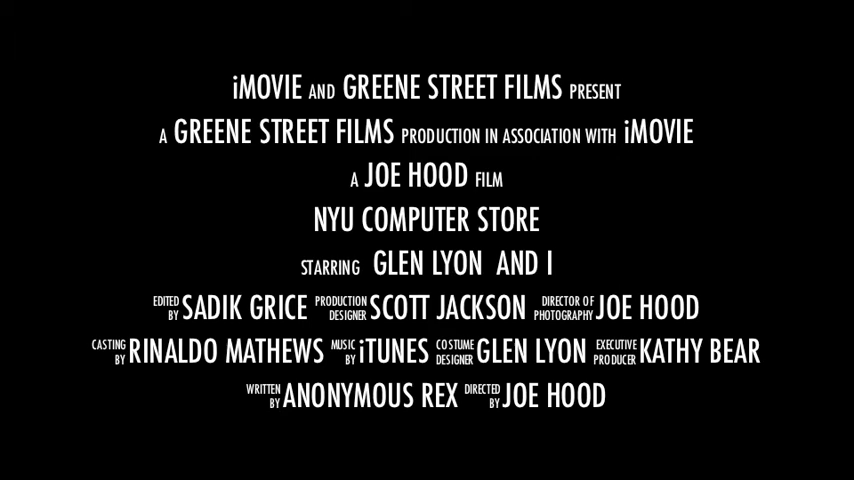 iMOVIE AND GREENE STREET FILMS PRESENT
A GREENE STREET FILMS PRODUCTION IN ASSOCIATION WITH iMOVIE
A JOE HOOD FILM
NYU COMPUTER STORE
STARRING GLEN LYON AND I
EDITED BY SADIK GRICE PRODUCTION DESIGNER SCOTT JACKSON DIRECTOR OF PHOTOGRAPHY JOE HOOD
CASTING BY RINALDO MATHEWS MUSIC BY iTUNES COSTUME DESIGNER GLEN LYON EXECUTIVE PRODUCER KATHY BEAR
WRITTEN BY ANONYMOUS REX DIRECTED BY JOE HOOD